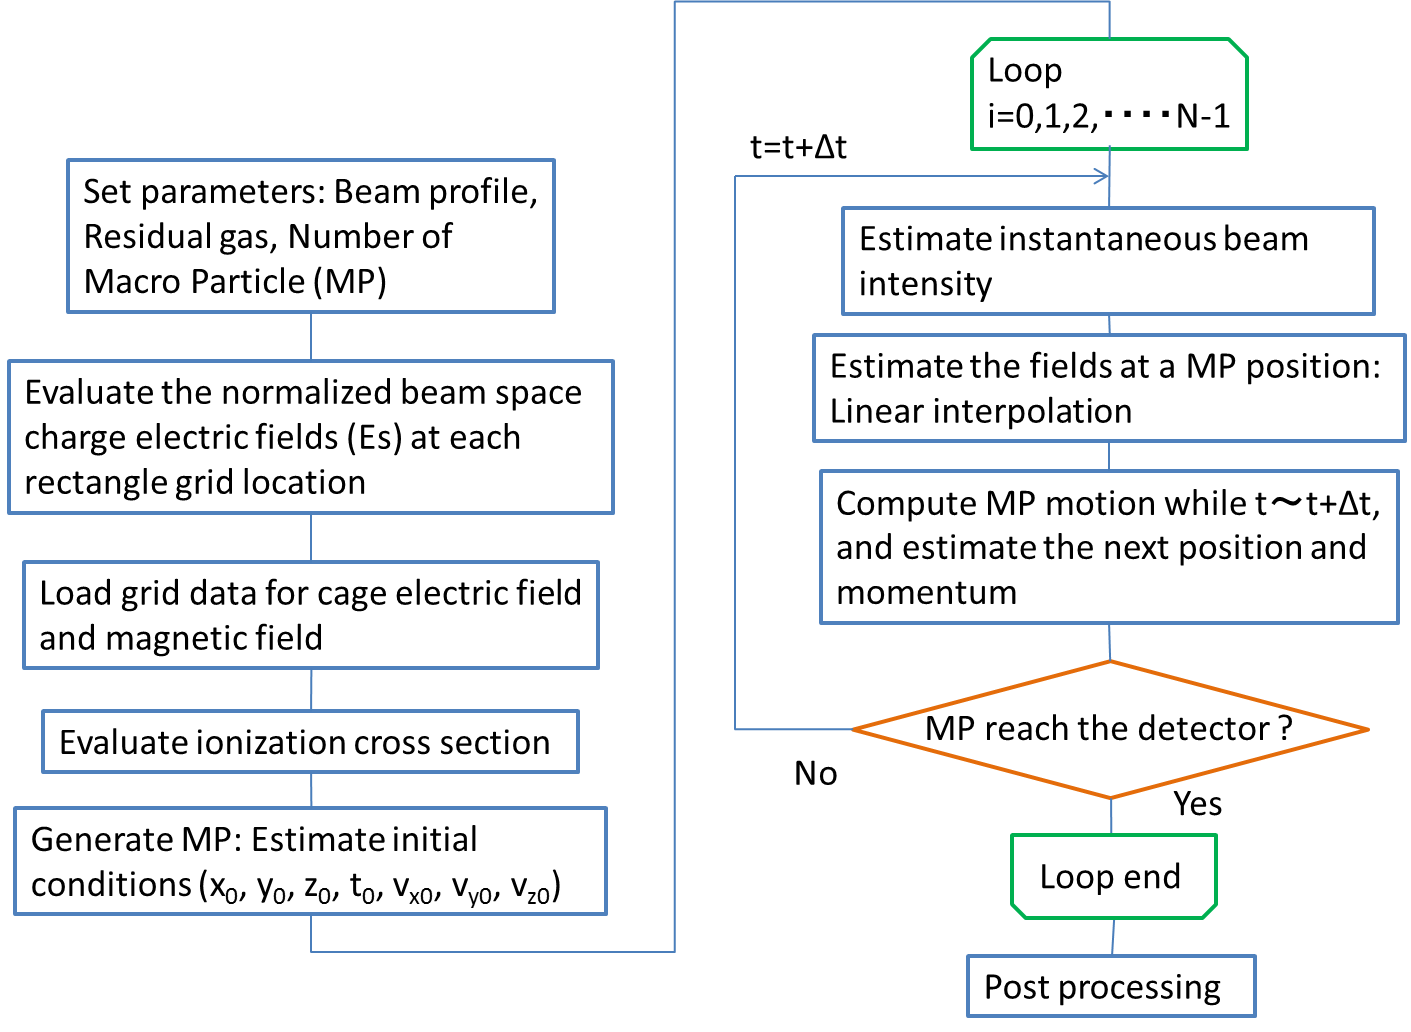 Set parameters: Beam profile,
Residual gas, Number of
Macro Particle (MP)
Evaluate the normalized beam space
charge electric fields (Es) at each
rectangle grid location
Load grid data for cage electric field
and magnetic field
Evaluate ionization cross section
Generate MP: Estimate initial
conditions (x₀, y₀, z₀, t₀, vₓ₀, v_y₀, v_z₀)
Loop
i=0,1,2,････N-1
t=t+Δt
Estimate instantaneous beam
intensity
Estimate the fields at a MP position:
Linear interpolation
Compute MP motion while t～t+Δt,
and estimate the next position and
momentum
MP reach the detector ?
No
Yes
Loop end
Post processing